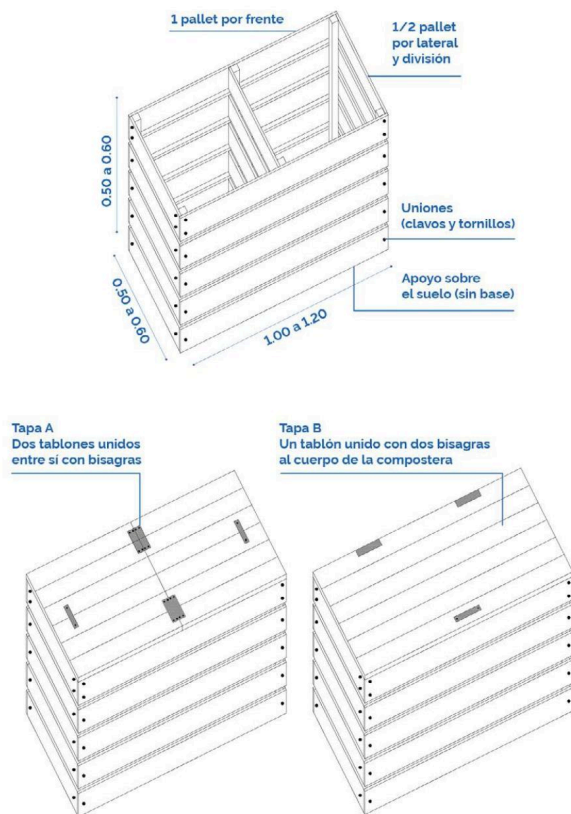 1 pallet por frente
1/2 pallet
por lateral
y división
0.50 a 0.60
Uniones
(clavos y tornillos)
Apoyo sobre
el suelo (sin base)
0.50 a 0.60
1.00 a 1.20
Tapa A
Dos tablones unidos
entre sí con bisagras
Tapa B
Un tablón unido con dos bisagras
al cuerpo de la compostera